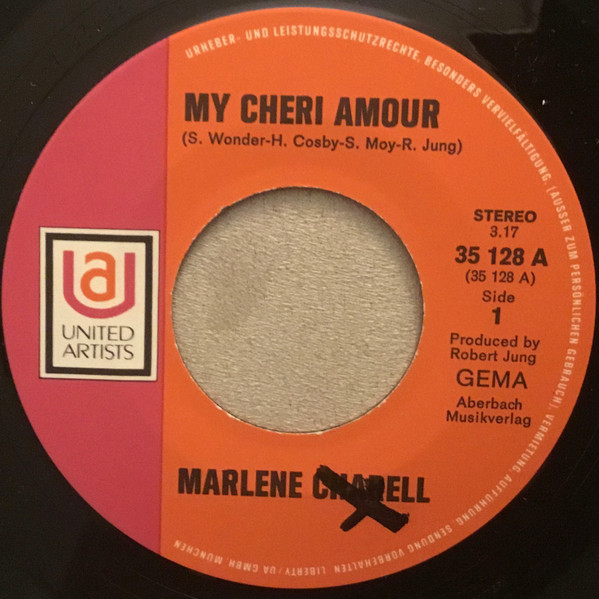 URHEBER- UND LEISTUNGSSCHUTZRECHTE, BESONDERS VERVIELFÄLTIGUNG, (AUSSER ZUM PERSÖNLICHEN GEBRAUCH), VERMIETUNG AUFFÜHRUNG, SENDUNG VORBEHALTEN. LIBERTY/UA GMBH, MÜNCHEN
MY CHERI AMOUR
(S. Wonder-H. Cosby-S. Moy-R. Jung)
STEREO
3.17
35 128 A
(35 128 A)
Side
1
Produced by
Robert Jung
GEMA
Aberbach
Musikverlag
UA
UNITED
ARTISTS
MARLENE CHARELL